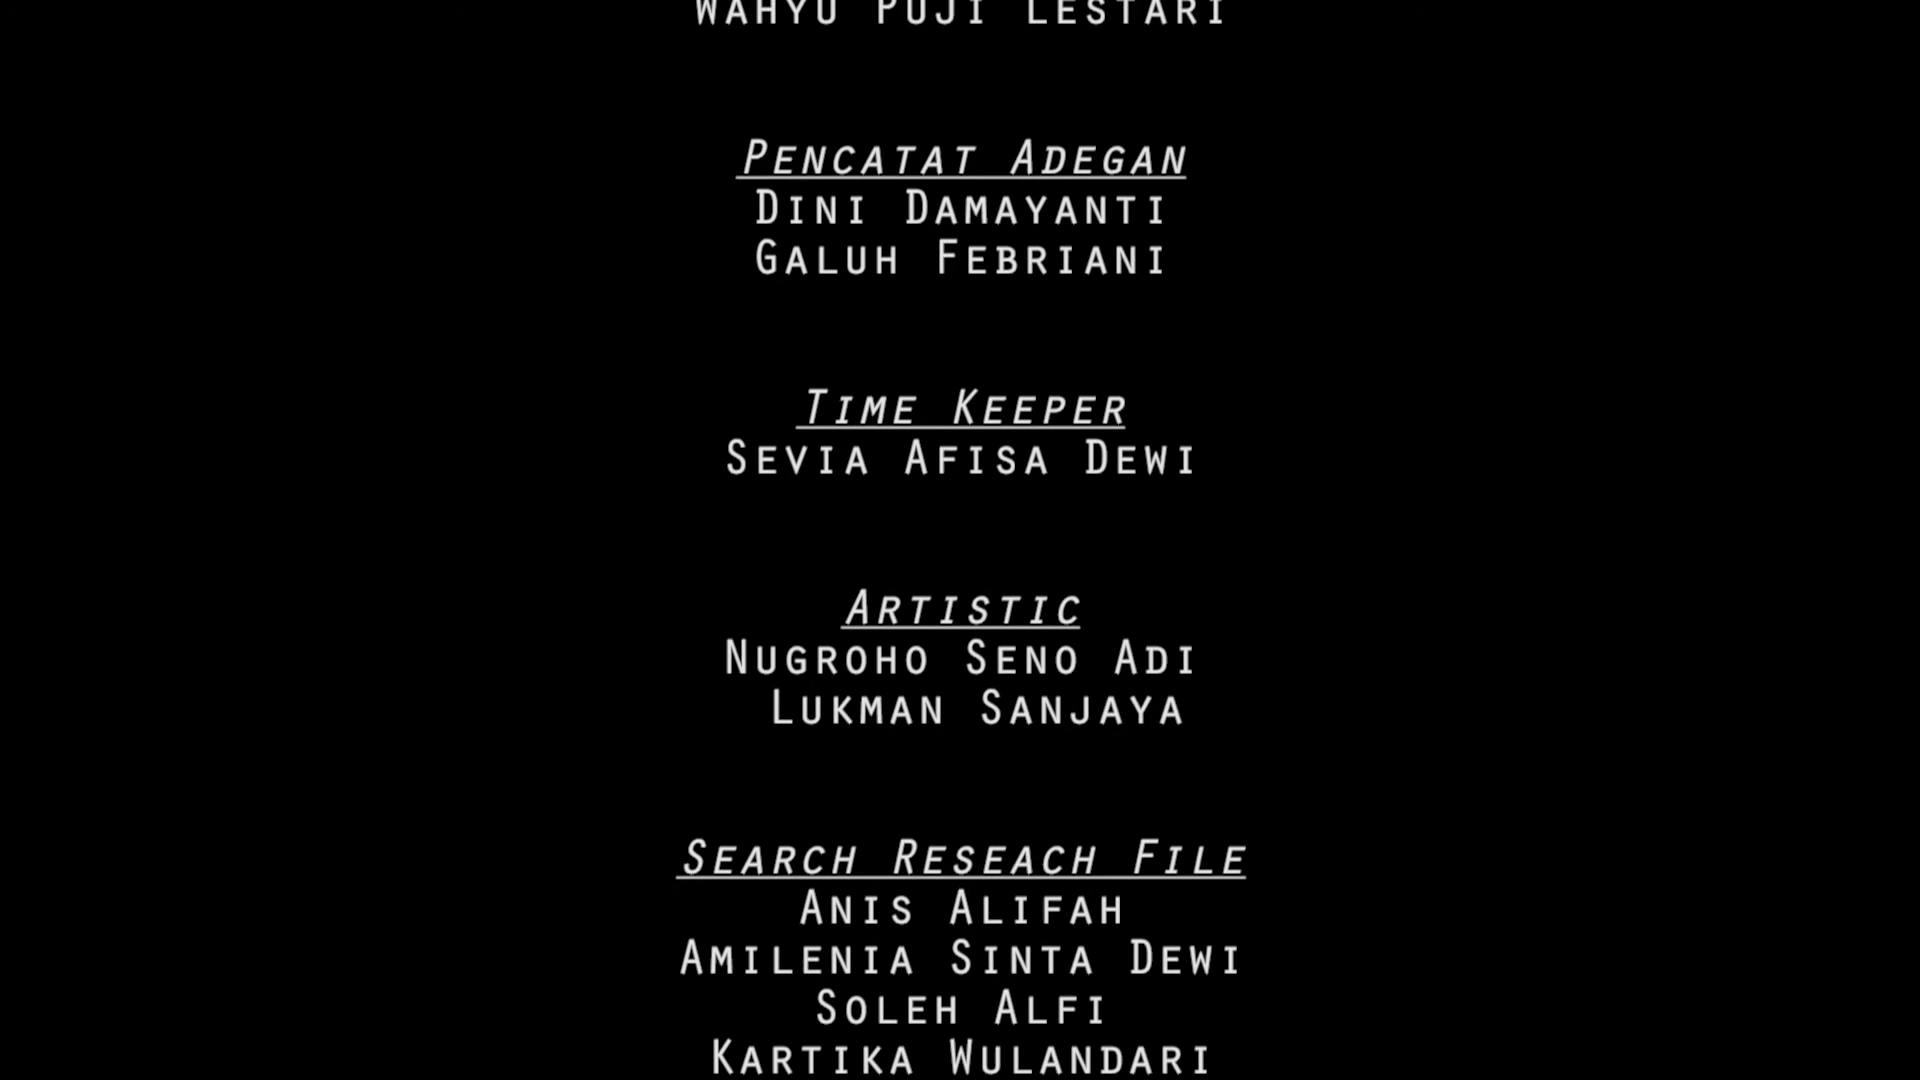 WAHYU PUJI LESTARI
PENCATAT ADEGAN
DINI DAMAYANTI
GALUH FEBRIANI
TIME KEEPER
SEVIA AFISA DEWI
ARTISTIC
NUGROHO SENO ADI
LUKMAN SANJAYA
SEARCH RESEACH FILE
ANIS ALIFAH
AMILENIA SINTA DEWI
SOLEH ALFI
KARTIKA WULANDARI